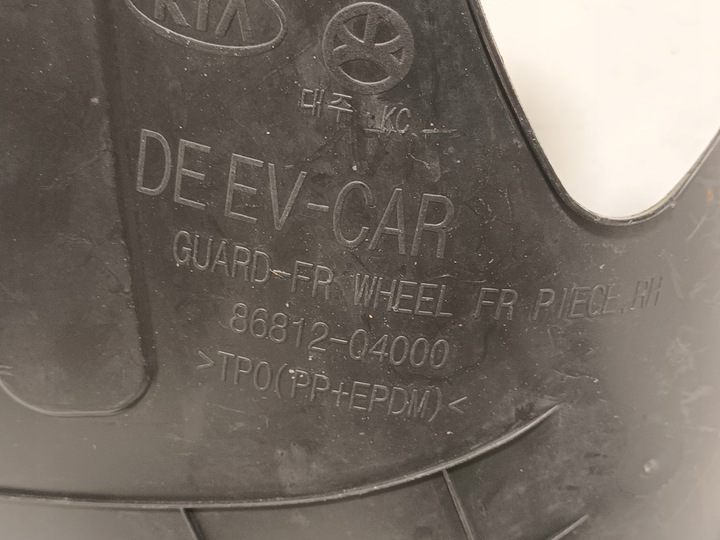 KIA
대주 KC
DE EV-CAR
GUARD-FR WHEEL FR PIECE,RH
86812-Q4000
>TPO(PP+EPDM)<